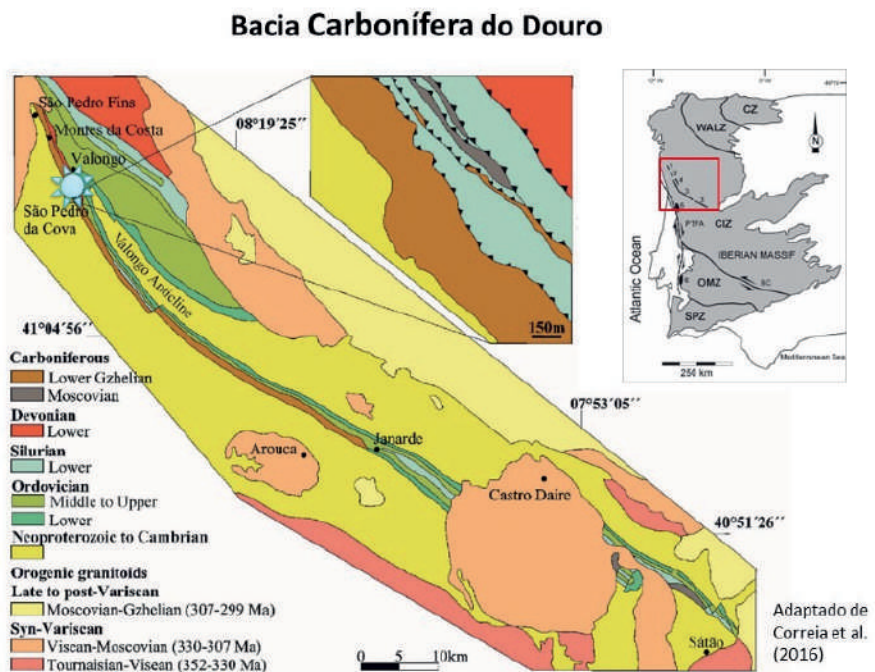 Bacia Carbonífera do Douro
São Pedro Fins
Montes da Costa
Valongo
São Pedro
da Cova
Valongo Anticline
08°19´25´´
150m
41°04´56´´
Carboniferous
Lower Gzhelian
Moscovian
Devonian
Lower
Silurian
Lower
Ordovician
Middle to Upper
Lower
Neoproterozoic to Cambrian
Orogenic granitoids
Late to post-Variscan
Moscovian-Gzhelian (307-299 Ma)
Syn-Variscan
Visean-Moscovian (330-307 Ma)
Tournaisian-Visean (352-330 Ma)
Arouca
Janarde
07°53´05´´
Castro Daire
40°51´26´´
Sátão
0 5 10km
WALZ
CZ
N
CIZ
IBERIAN MASSIF
OMZ
SPZ
Atlantic Ocean
Mediterranean Sea
250 km
Adaptado de
Correia et al.
(2016)